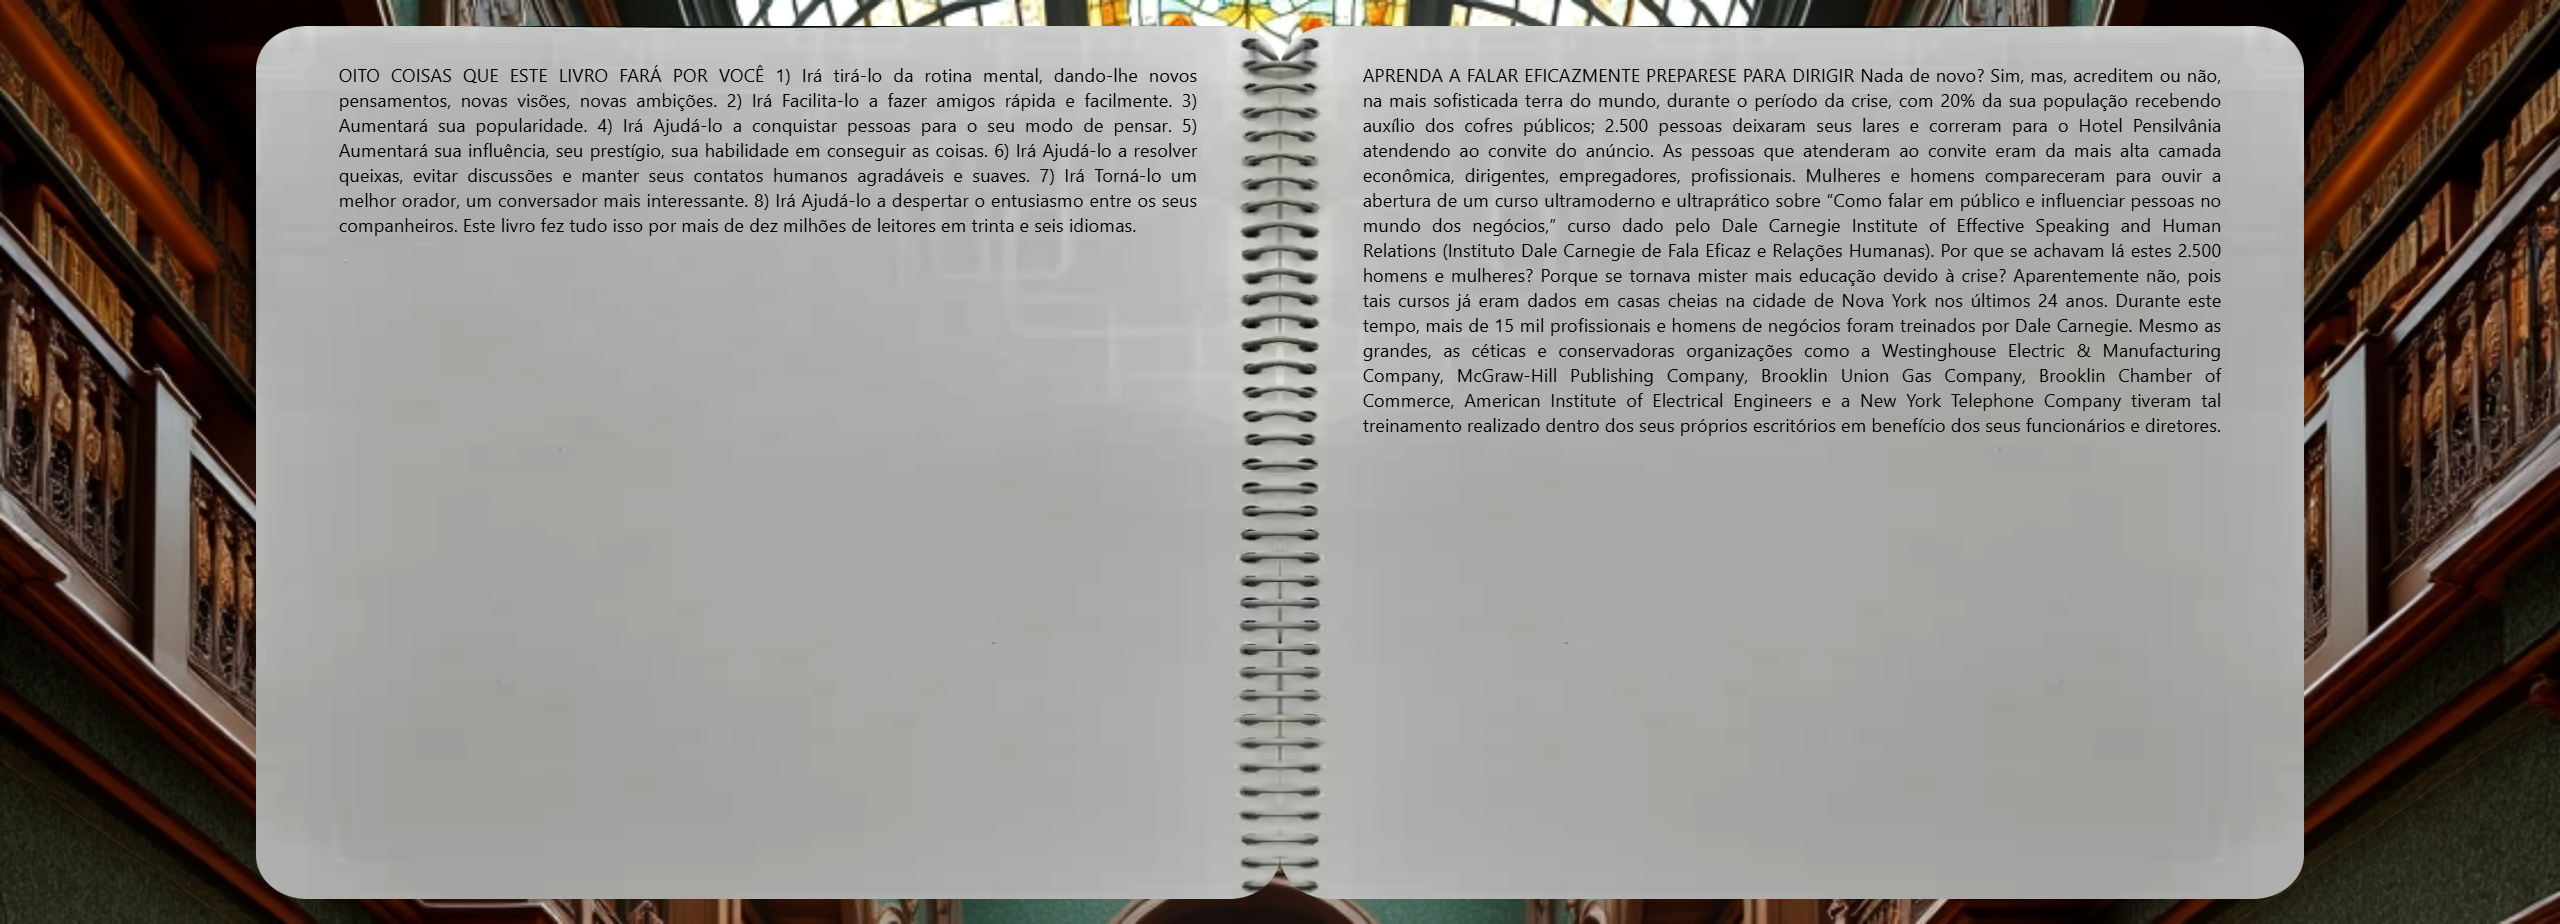 OITO COISAS QUE ESTE LIVRO FARÁ POR VOCÊ 1) Irá tirá-lo da rotina mental, dando-lhe novos
pensamentos, novas visões, novas ambições. 2) Irá Facilita-lo a fazer amigos rápida e facilmente. 3)
Aumentará sua popularidade. 4) Irá Ajudá-lo a conquistar pessoas para o seu modo de pensar. 5)
Aumentará sua influência, seu prestígio, sua habilidade em conseguir as coisas. 6) Irá Ajudá-lo a resolver
queixas, evitar discussões e manter seus contatos humanos agradáveis e suaves. 7) Irá Torná-lo um
melhor orador, um conversador mais interessante. 8) Irá Ajudá-lo a despertar o entusiasmo entre os seus
companheiros. Este livro fez tudo isso por mais de dez milhões de leitores em trinta e seis idiomas.
APRENDA A FALAR EFICAZMENTE PREPARESE PARA DIRIGIR Nada de novo? Sim, mas, acreditem ou não,
na mais sofisticada terra do mundo, durante o período da crise, com 20% da sua população recebendo
auxílio dos cofres públicos; 2.500 pessoas deixaram seus lares e correram para o Hotel Pensilvânia
atendendo ao convite do anúncio. As pessoas que atenderam ao convite eram da mais alta camada
econômica, dirigentes, empregadores, profissionais. Mulheres e homens compareceram para ouvir a
abertura de um curso ultramoderno e ultraprático sobre “Como falar em público e influenciar pessoas no
mundo dos negócios,” curso dado pelo Dale Carnegie Institute of Effective Speaking and Human
Relations (Instituto Dale Carnegie de Fala Eficaz e Relações Humanas). Por que se achavam lá estes 2.500
homens e mulheres? Porque se tornava mister mais educação devido à crise? Aparentemente não, pois
tais cursos já eram dados em casas cheias na cidade de Nova York nos últimos 24 anos. Durante este
tempo, mais de 15 mil profissionais e homens de negócios foram treinados por Dale Carnegie. Mesmo as
grandes, as céticas e conservadoras organizações como a Westinghouse Electric & Manufacturing
Company, McGraw-Hill Publishing Company, Brooklin Union Gas Company, Brooklin Chamber of
Commerce, American Institute of Electrical Engineers e a New York Telephone Company tiveram tal
treinamento realizado dentro dos seus próprios escritórios em benefício dos seus funcionários e diretores.